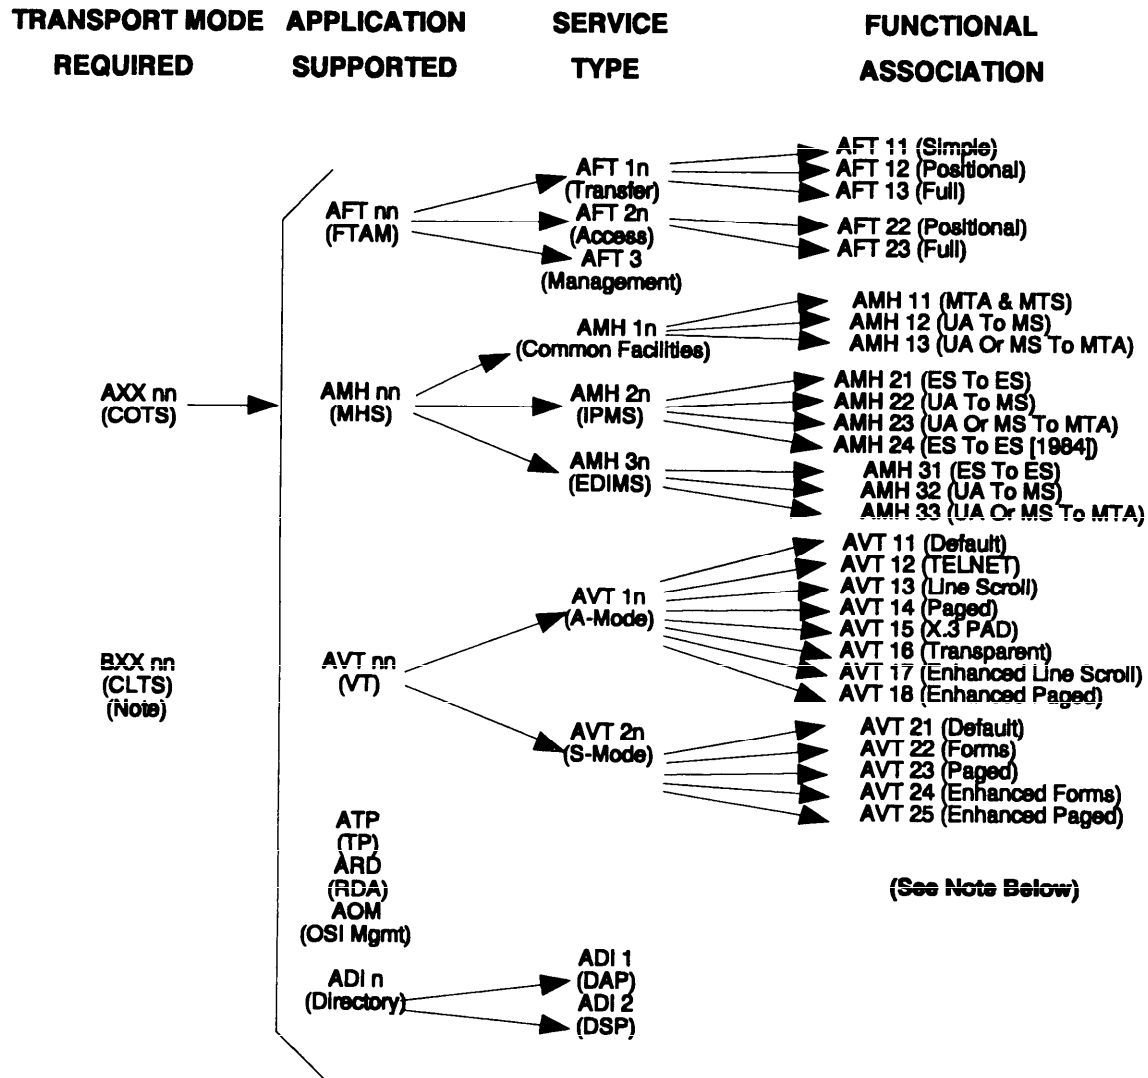 TRANSPORT MODE REQUIRED
APPLICATION SUPPORTED
SERVICE TYPE
FUNCTIONAL ASSOCIATION
AXX nn
(COTS)
BXX nn
(CLTS)
(Note)
AFT nn
(FTAM)
AMH nn
(MHS)
AVT nn
(VT)
ATP
(TP)
ARD
(RDA)
AOM
(OSI Mgmt)
ADI n
(Directory)
AFT 1n
(Transfer)
AFT 2n
(Access)
AFT 3
(Management)
AMH 1n
(Common Facilities)
AMH 2n
(IPMS)
AMH 3n
(EDIMS)
AVT 1n
(A-Mode)
AVT 2n
(S-Mode)
ADI 1
(DAP)
ADI 2
(DSP)
AFT 11 (Simple)
AFT 12 (Positional)
AFT 13 (Full)
AFT 22 (Positional)
AFT 23 (Full)
AMH 11 (MTA & MTS)
AMH 12 (UA To MS)
AMH 13 (UA Or MS To MTA)
AMH 21 (ES To ES)
AMH 22 (UA To MS)
AMH 23 (UA Or MS To MTA)
AMH 24 (ES To ES [1984])
AMH 31 (ES To ES)
AMH 32 (UA To MS)
AMH 33 (UA Or MS To MTA)
AVT 11 (Default)
AVT 12 (TELNET)
AVT 13 (Line Scroll)
AVT 14 (Paged)
AVT 15 (X.3 PAD)
AVT 16 (Transparent)
AVT 17 (Enhanced Line Scroll)
AVT 18 (Enhanced Paged)
AVT 21 (Default)
AVT 22 (Forms)
AVT 23 (Paged)
AVT 24 (Enhanced Forms)
AVT 25 (Enhanced Paged)
(See Note Below)